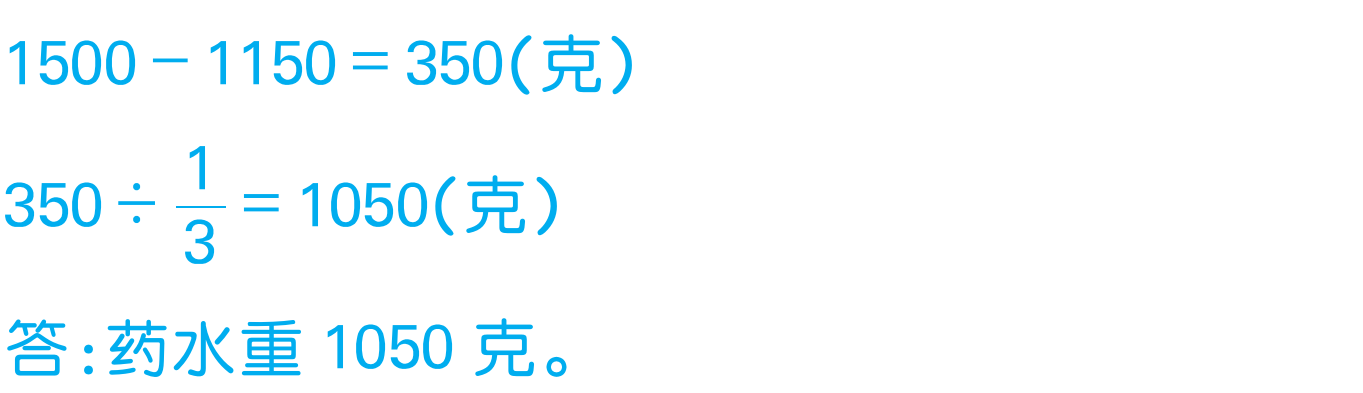 1500 − 1150 = 350(克)
350 ÷ 1/3 = 1050(克)
答:药水重 1050 克。